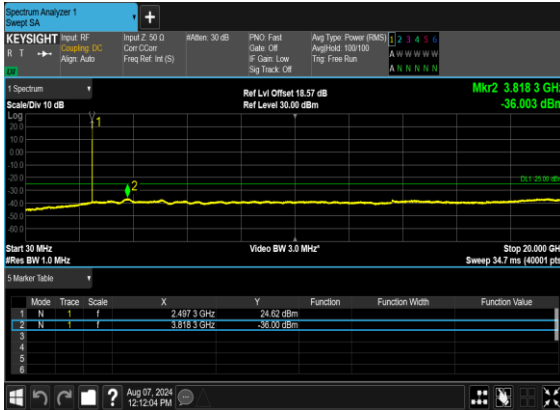 Spectrum Analyzer 1
Swept SA
+
KEYSIGHT Input: RF Input Z: 50 Ω #Atten: 30 dB PNO: Fast Avg Type: Power (RMS) 1 2 3 4 5 6
R T Coupling: DC Corr CCorr Gate: Off Avg|Hold: 100/100 A W W W W W
Align: Auto Freq Ref: Int (S) IF Gain: Low Trig: Free Run
Sig Track: Off A N N N N N
1 Spectrum Ref Lvl Offset 18.57 dB Mkr2 3.818 3 GHz
Scale/Div 10 dB Ref Level 30.00 dBm -36.003 dBm
Log
20.0
10.0
0.00
-10.0
-20.0
DL1 -25.00 dBm
-30.0
-40.0
-50.0
-60.0
1
2
Start 30 MHz Video BW 3.0 MHz* Stop 20.000 GHz
#Res BW 1.0 MHz Sweep 34.7 ms (40001 pts)
5 Marker Table
Mode Trace Scale X Y Function Function Width Function Value
1 N 1 f 2.497 3 GHz 24.62 dBm
2 N 1 f 3.818 3 GHz -36.00 dBm
3
4
5
6
? Aug 07, 2024
12:12:04 PM